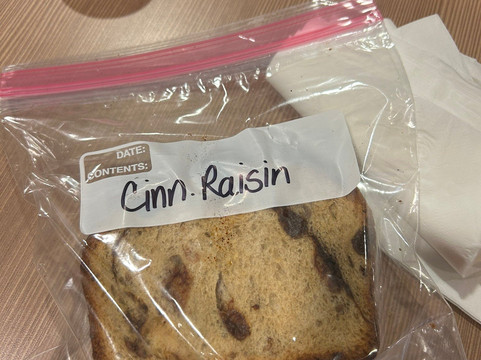 DATE:
CONTENTS:
Cinn. Raisin